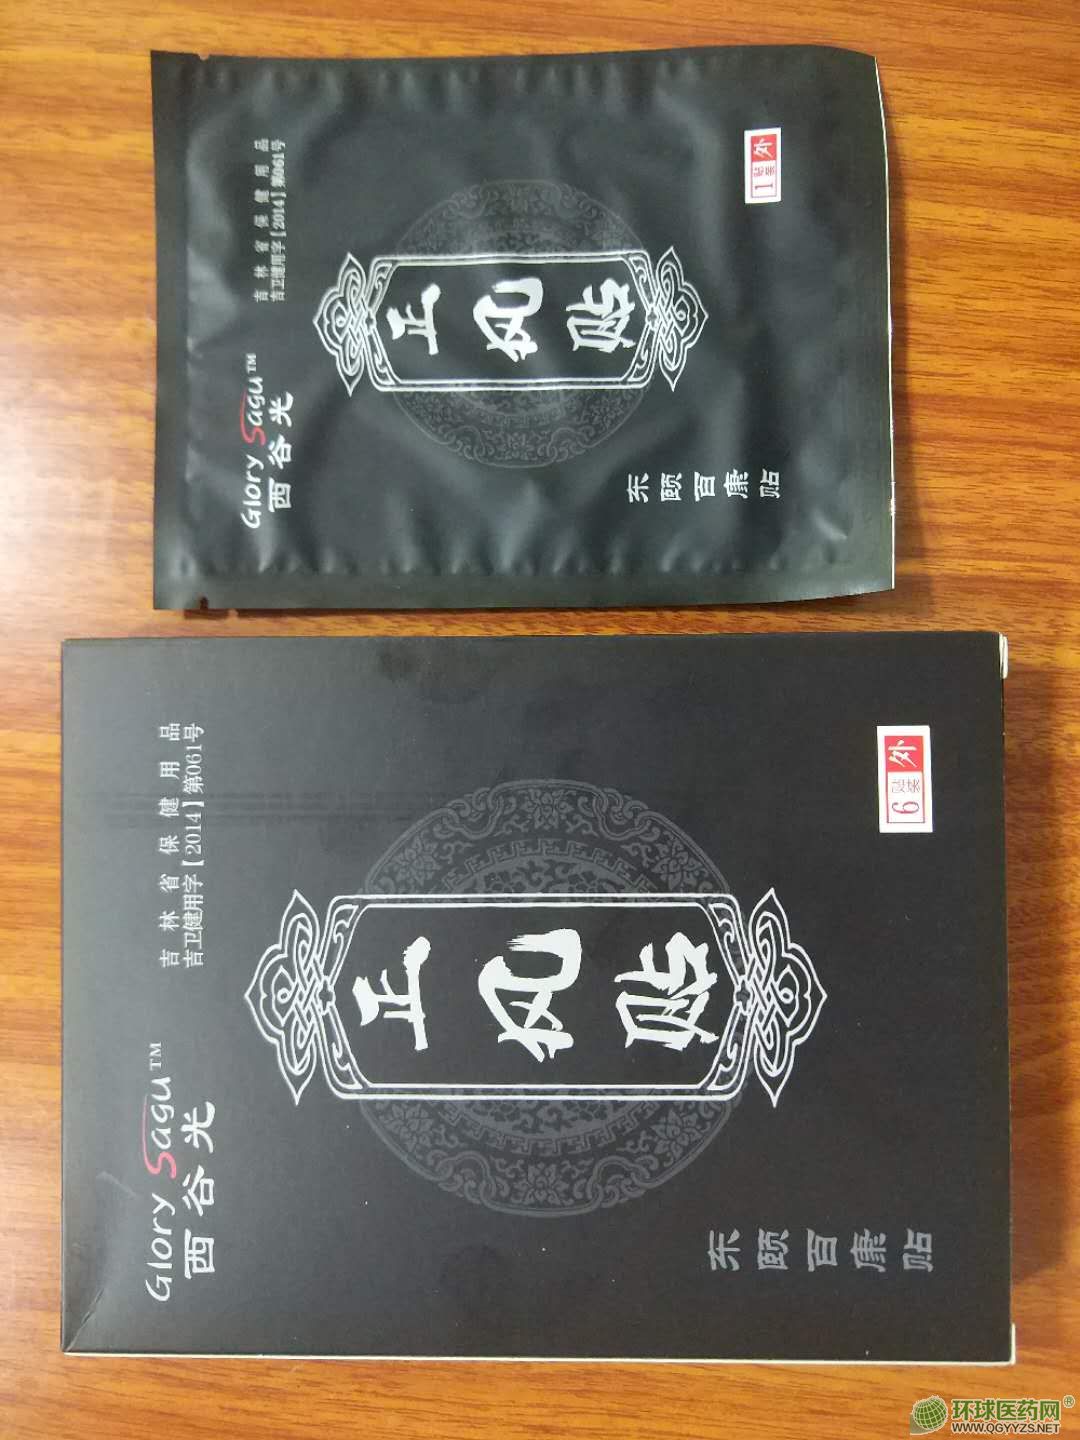 Glory Sagu™
西谷光
吉林省保健用品
吉卫健用字【2014】第061号
正风贴
东颐百康贴
1贴装
外
Glory Sagu™
西谷光
吉林省保健用品
吉卫健用字【2014】第061号
正风贴
东颐百康贴
6贴装
外
环球医药网®
WWW.QGYYZS.NET